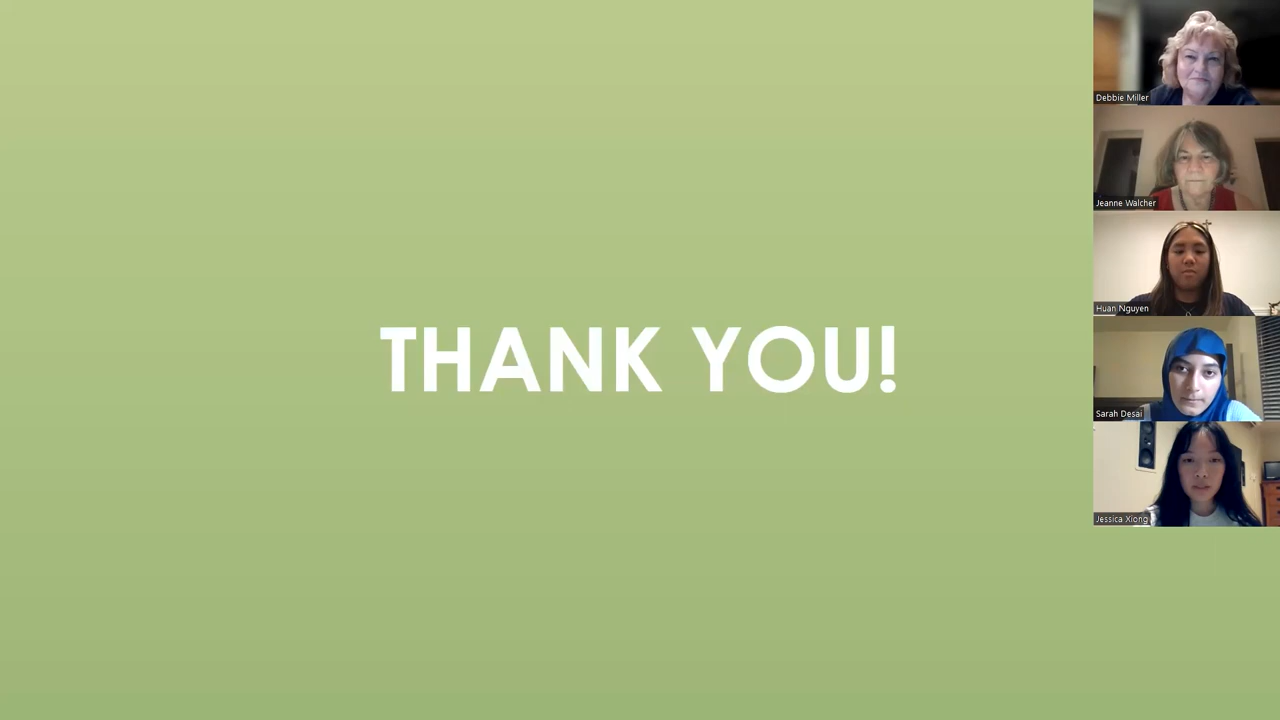 THANK YOU!
Debbie Miller
Jeanne Walcher
Huan Nguyen
Sarah Desai
Jessica Xiong